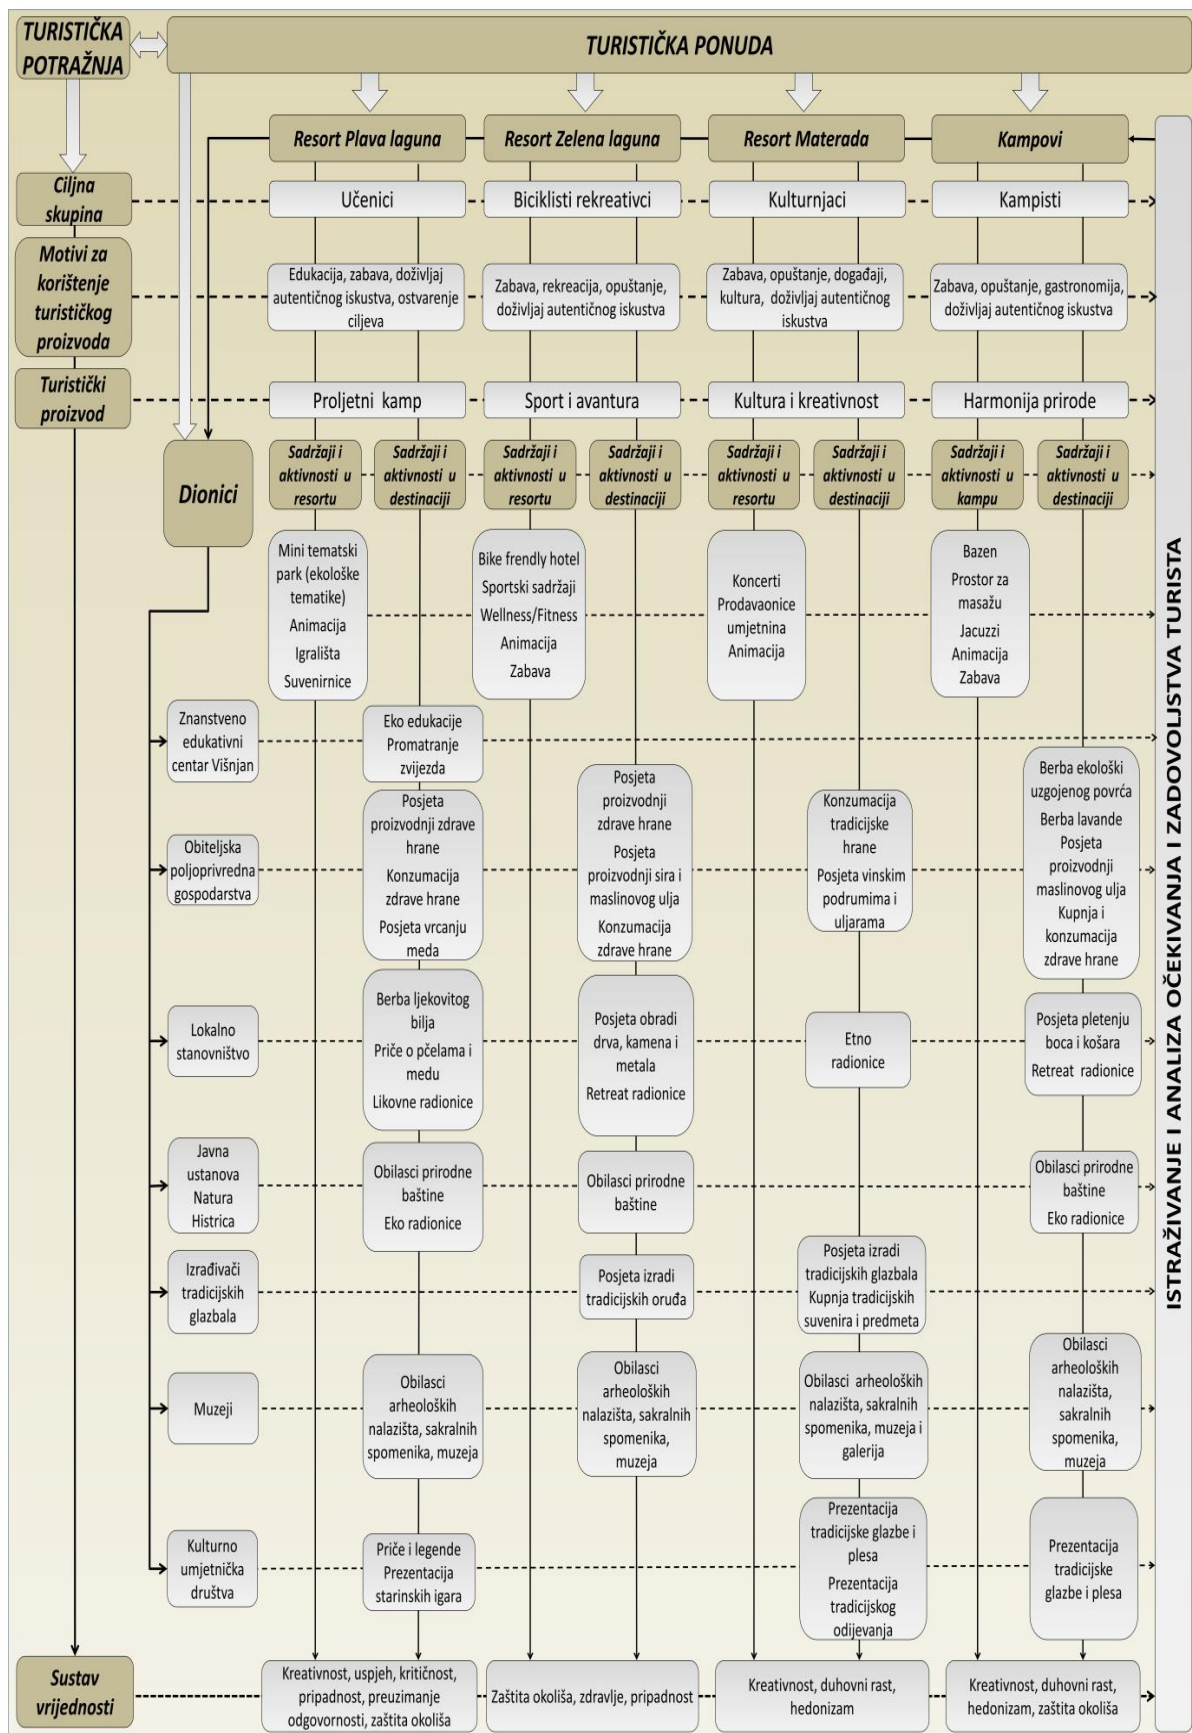 TURISTIČKA
POTRAŽNJA
TURISTIČKA PONUDA
Resort Plava laguna
Resort Zelena laguna
Resort Materada
Kampovi
Ciljna
skupina
Učenici
Biciklisti rekreativci
Kulturnjaci
Kampisti
Motivi za
korištenje
turističkog
proizvoda
Edukacija, zabava, doživljaj
autentičnog iskustva, ostvarenje
ciljeva
Zabava, rekreacija, opuštanje,
doživljaj autentičnog iskustva
Zabava, opuštanje, događaji,
kultura, doživljaj autentičnog
iskustva
Zabava, opuštanje, gastronomija,
doživljaj autentičnog iskustva
Turistički
proizvod
Proljetni kamp
Sport i avantura
Kultura i kreativnost
Harmonija prirode
Dionici
Sadržaji i
aktivnosti u
resortu
Sadržaji i
aktivnosti u
destinaciji
Sadržaji i
aktivnosti u
resortu
Sadržaji i
aktivnosti u
destinaciji
Sadržaji i
aktivnosti u
resortu
Sadržaji i
aktivnosti u
destinaciji
Sadržaji i
aktivnosti u
kampu
Sadržaji i
aktivnosti u
destinaciji
Mini tematski
park (ekološke
tematike)
Animacija
Igrališta
Suvenirnice
Bike frendly hotel
Sportski sadržaji
Wellness/Fitness
Animacija
Zabava
Koncerti
Prodavaonice
umjetnina
Animacija
Bazen
Prostor za
masažu
Jacuzzi
Animacija
Zabava
Znanstveno
edukativni
centar Višnjan
Eko edukacije
Promatranje
zvijezda
Obiteljska
poljoprivredna
gospodarstva
Posjeta
proizvodnji zdrave
hrane
Konzumacija
zdrave hrane
Posjeta vrcanju
meda
Posjeta
proizvodnji
zdrave hrane
Posjeta
proizvodnji sira i
maslinovog ulja
Konzumacija
zdrave hrane
Konzumacija
tradicijske
hrane
Posjeta vinskim
podrumima i
uljarama
Berba ekološki
uzgojenog povrća
Berba lavande
Posjeta
proizvodnji
maslinovog ulja
Kupnja i
konzumacija
zdrave hrane
Lokalno
stanovništvo
Berba ljekovitog
bilja
Priče o pčelama i
medu
Likovne radionice
Posjeta obradi
drva, kamena i
metala
Retreat radionice
Etno
radionice
Posjeta pletenju
boca i košara
Retreat radionice
Javna
ustanova
Natura
Histrica
Obilasci prirodne
baštine
Eko radionice
Obilasci prirodne
baštine
Obilasci prirodne
baštine
Eko radionice
Izrađivači
tradicijskih
glazbala
Posjeta izradi
tradicijskih oruđa
Posjeta izradi
tradicijskih glazbala
Kupnja tradicijskih
suvenira i predmeta
Muzeji
Obilasci
arheoloških
nalazišta, sakralnih
spomenika, muzeja
Obilasci
arheoloških
nalazišta, sakralnih
spomenika,
muzeja
Obilasci arheoloških
nalazišta, sakralnih
spomenika, muzeja i
galerija
Obilasci
arheoloških
nalazišta,
sakralnih
spomenika,
muzeja
Kulturno
umjetnička
društva
Priče i legende
Prezentacija
starinskih igara
Prezentacija
tradicijske glazbe i
plesa
Prezentacija
tradicijskog
odijevanja
Prezentacija
tradicijske
glazbe i plesa
Sustav
vrijednosti
Kreativnost, uspjeh, kritičnost,
pripadnost, preuzimanje
odgovornosti, zaštita okoliša
Zaštita okoliša, zdravlje, pripadnost
Kreativnost, duhovni rast,
hedonizam
Kreativnost, duhovni rast,
hedonizam, zaštita okoliša
ISTRAŽIVANJE I ANALIZA OČEKIVANJA I ZADOVOLJSTVA TURISTA